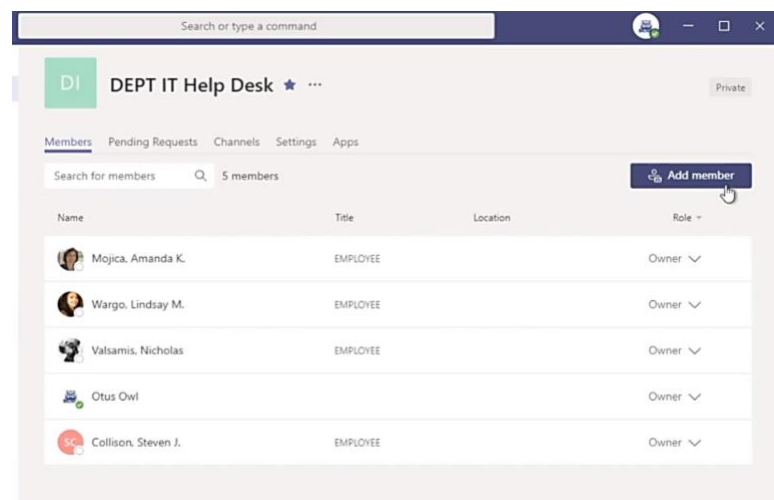 Search or type a command
DI DEPT IT Help Desk ★ ...
Private
Members Pending Requests Channels Settings Apps
Search for members 5 members Add member
Name Title Location Role
Mojica, Amanda K. EMPLOYEE Owner
Wargo, Lindsay M. EMPLOYEE Owner
Valsamis, Nicholas EMPLOYEE Owner
Otus Owl Owner
SC Collison, Steven J. EMPLOYEE Owner